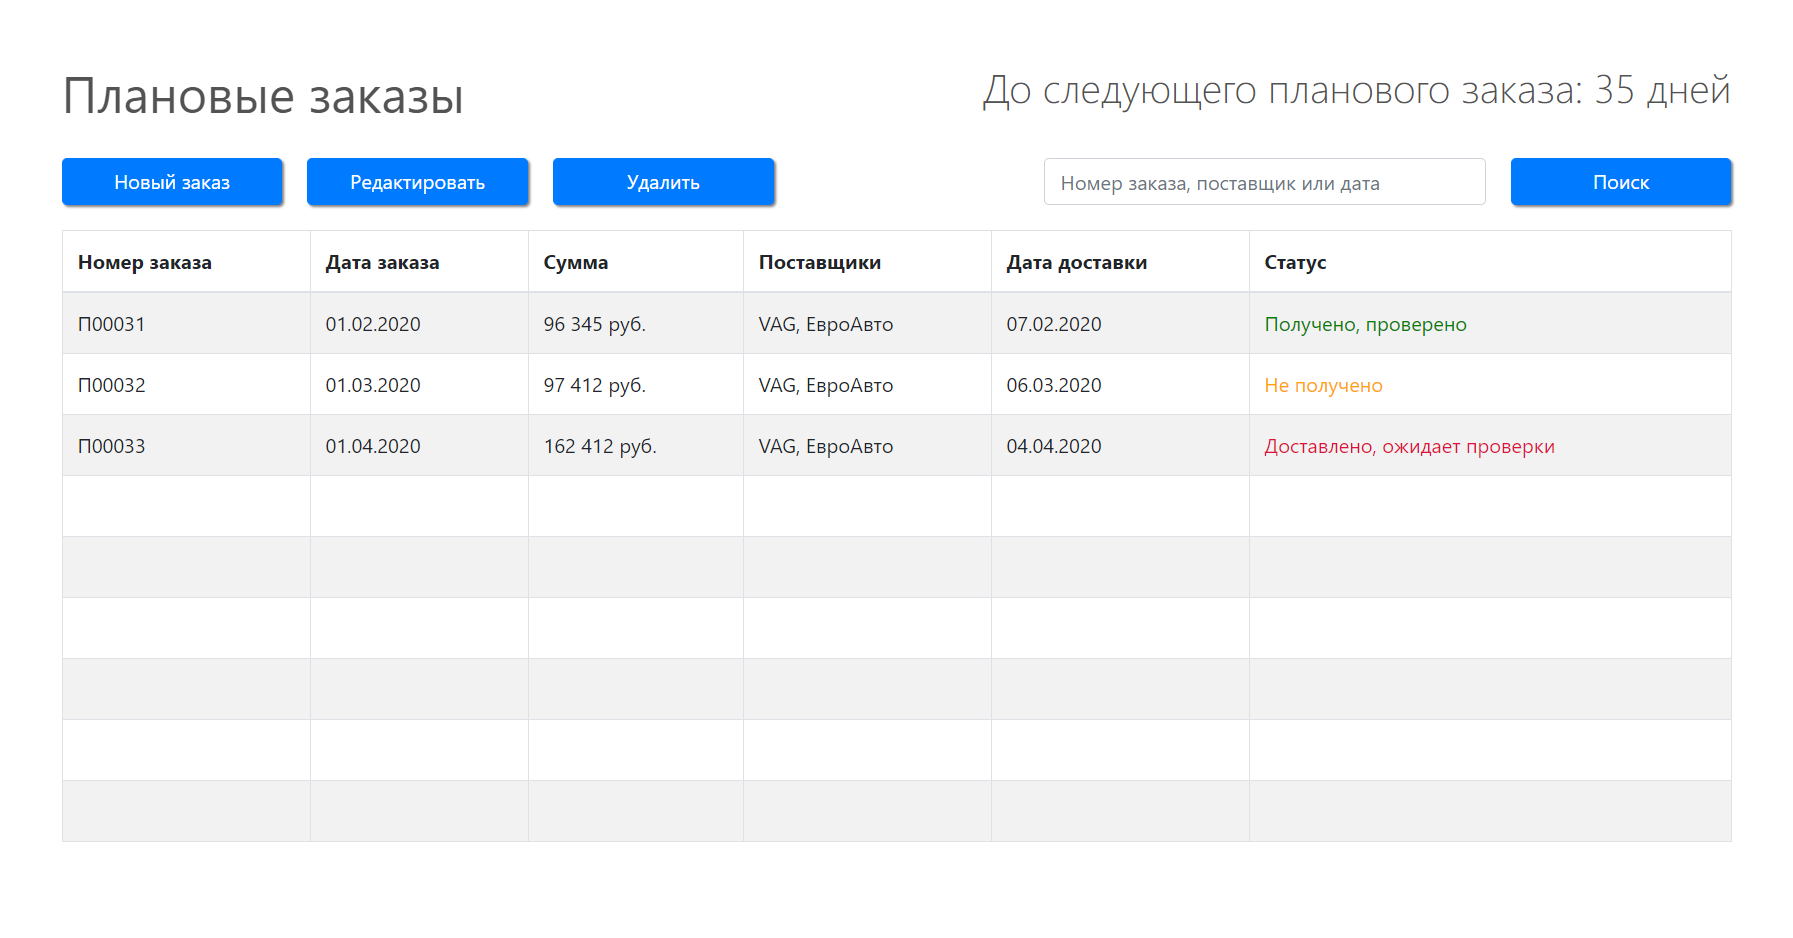 Плановые заказы
До следующего планового заказа: 35 дней
Новый заказ Редактировать Удалить Номер заказа, поставщик или дата Поиск
Номер заказа Дата заказа Сумма Поставщики Дата доставки Статус
П00031 01.02.2020 96 345 руб. VAG, ЕвроАвто 07.02.2020 Получено, проверено
П00032 01.03.2020 97 412 руб. VAG, ЕвроАвто 06.03.2020 Не получено
П00033 01.04.2020 162 412 руб. VAG, ЕвроАвто 04.04.2020 Доставлено, ожидает проверки